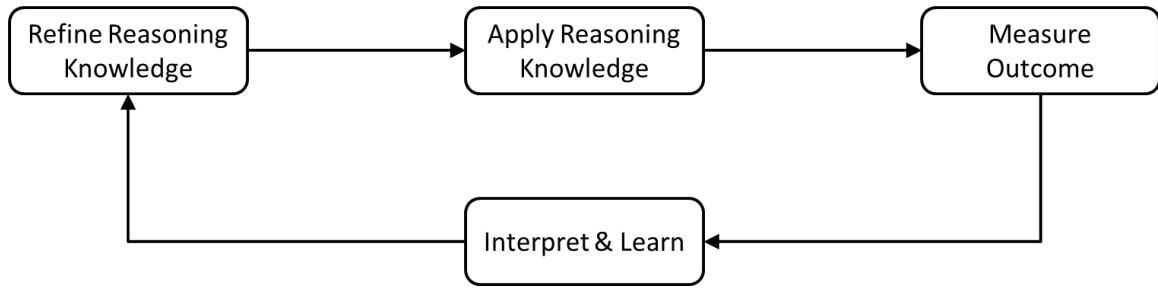 Refine Reasoning
Knowledge
Apply Reasoning
Knowledge
Measure
Outcome
Interpret & Learn